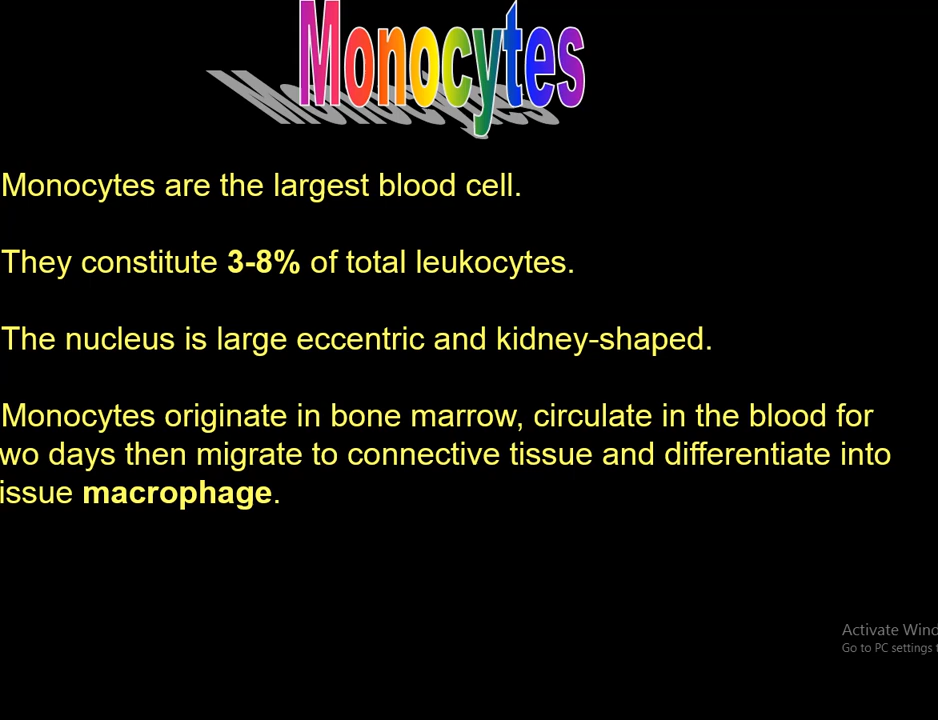 Monocytes
Monocytes are the largest blood cell.
They constitute 3-8% of total leukocytes.
The nucleus is large eccentric and kidney-shaped.
Monocytes originate in bone marrow, circulate in the blood for
wo days then migrate to connective tissue and differentiate into
issue macrophage.
Activate Wind
Go to PC settings